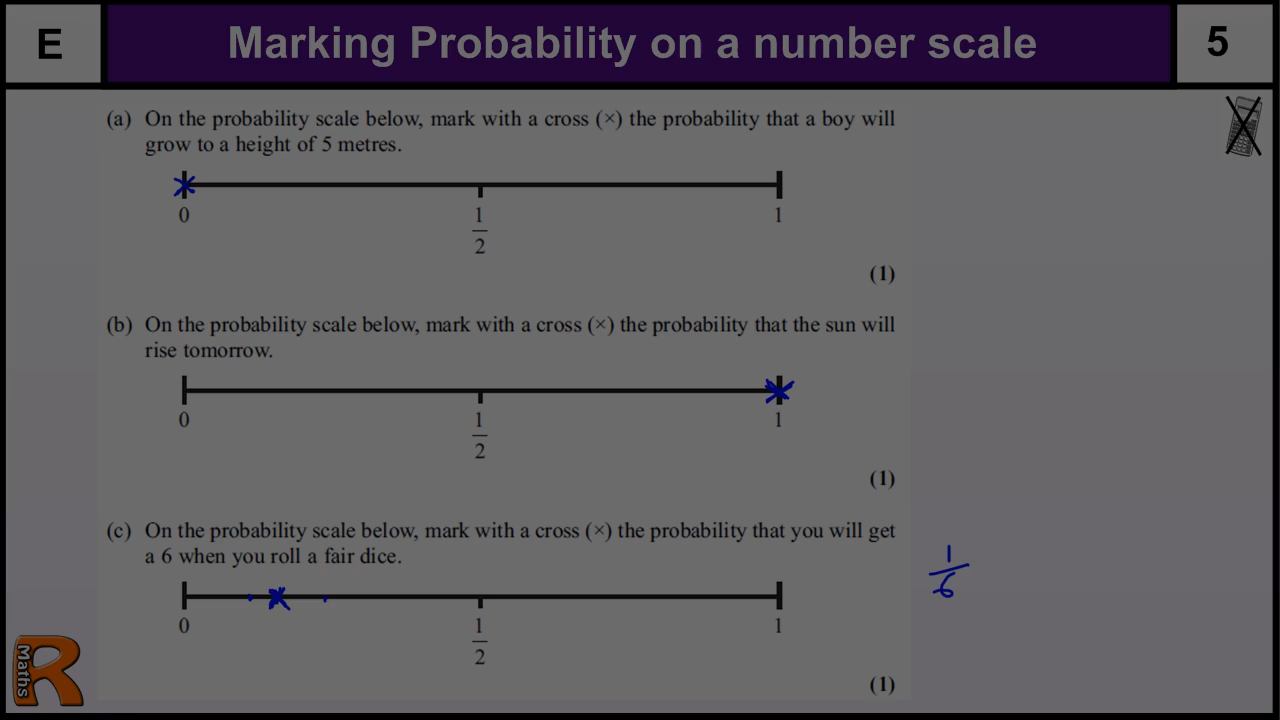 E
Marking Probability on a number scale
5
(a) On the probability scale below, mark with a cross (×) the probability that a boy will
grow to a height of 5 metres.
0
1
2
1
(1)
(b) On the probability scale below, mark with a cross (×) the probability that the sun will
rise tomorrow.
0
1
2
1
(1)
(c) On the probability scale below, mark with a cross (×) the probability that you will get
a 6 when you roll a fair dice.
1
6
0
1
2
1
(1)
R Maths